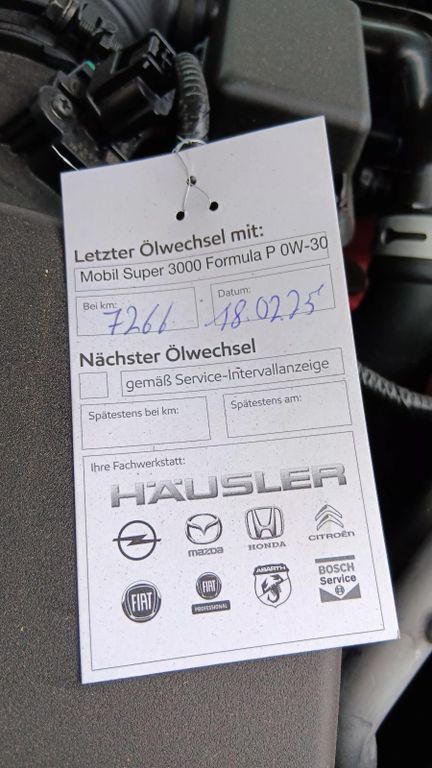 Letzter Ölwechsel mit:
Mobil Super 3000 Formula P 0W-30
Bei km: 7266
Datum: 18.02.25
Nächster Ölwechsel
gemäß Service-Intervallanzeige
Spätestens bei km:
Spätestens am:
Ihre Fachwerkstatt:
HÄUSLER
mazda
HONDA
CITROËN
FIAT
FIAT
PROFESSIONAL
ABARTH
BOSCH
Service